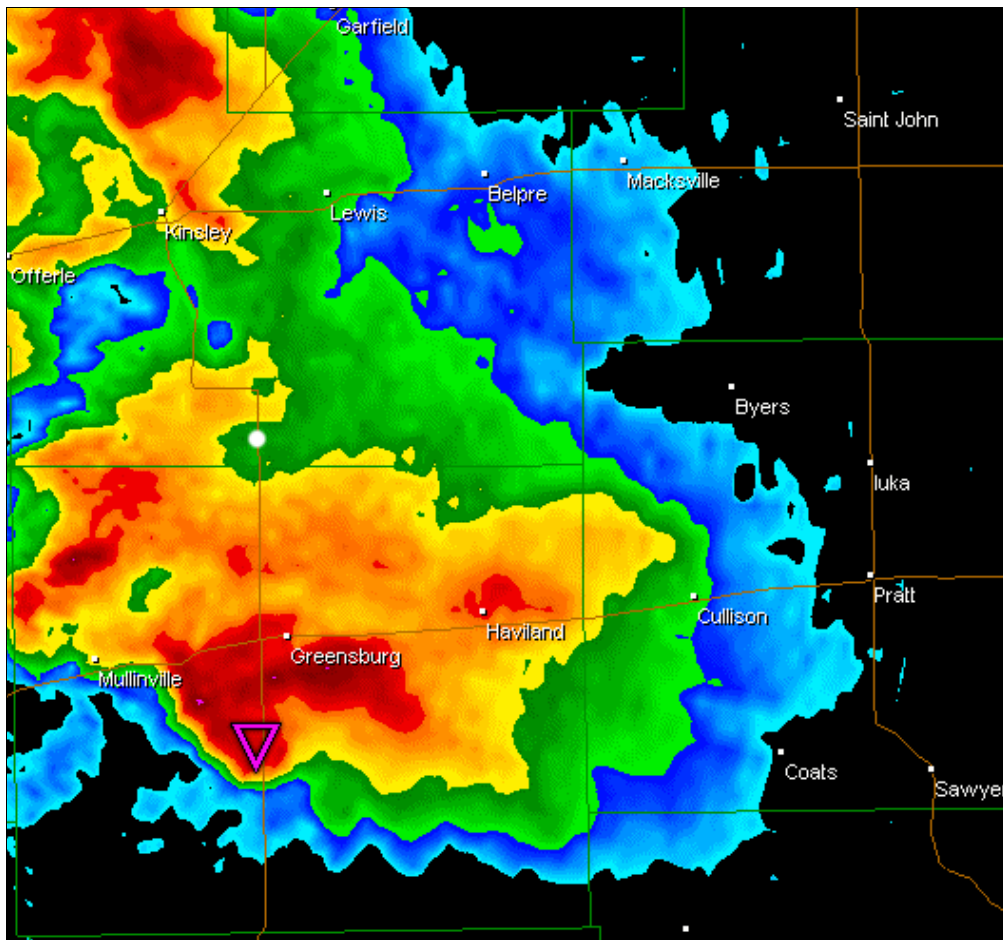 Garfield
Saint John
Macksville
Belpre
Lewis
Kinsley
Offerle
Byers
Iuka
Pratt
Cullison
Haviland
Greensburg
Mullinville
Coats
Sawyer